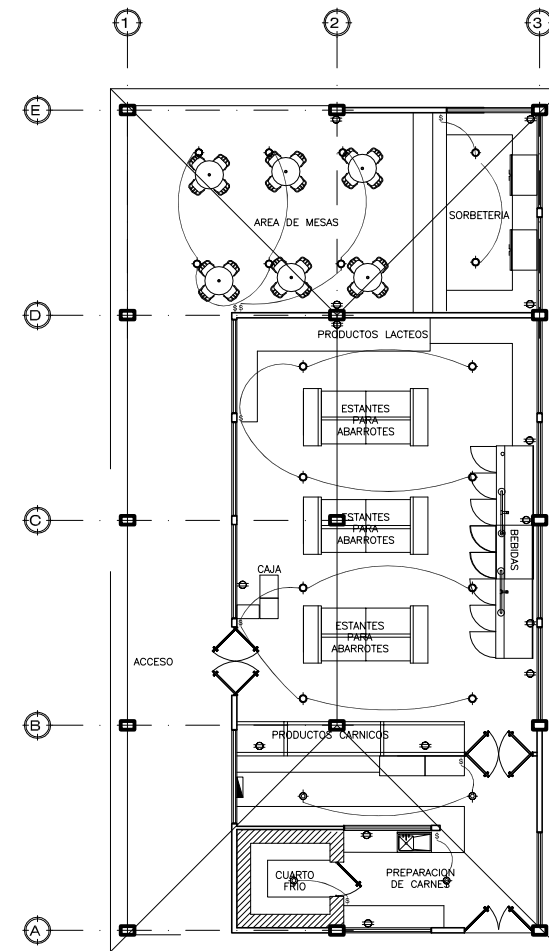 1
2
3
E
AREA DE MESAS
SORBETERIA
$
$ $
D
PRODUCTOS LACTEOS
ESTANTES
PARA
ABARROTES
$
C
ESTANTES
PARA
ABARROTES
BEBIDAS
CAJA
$
ESTANTES
PARA
ABARROTES
ACCESO
B
PRODUCTOS CARNICOS
$
$
CUARTO
FRIO
PREPARACION
DE CARNES
$
A